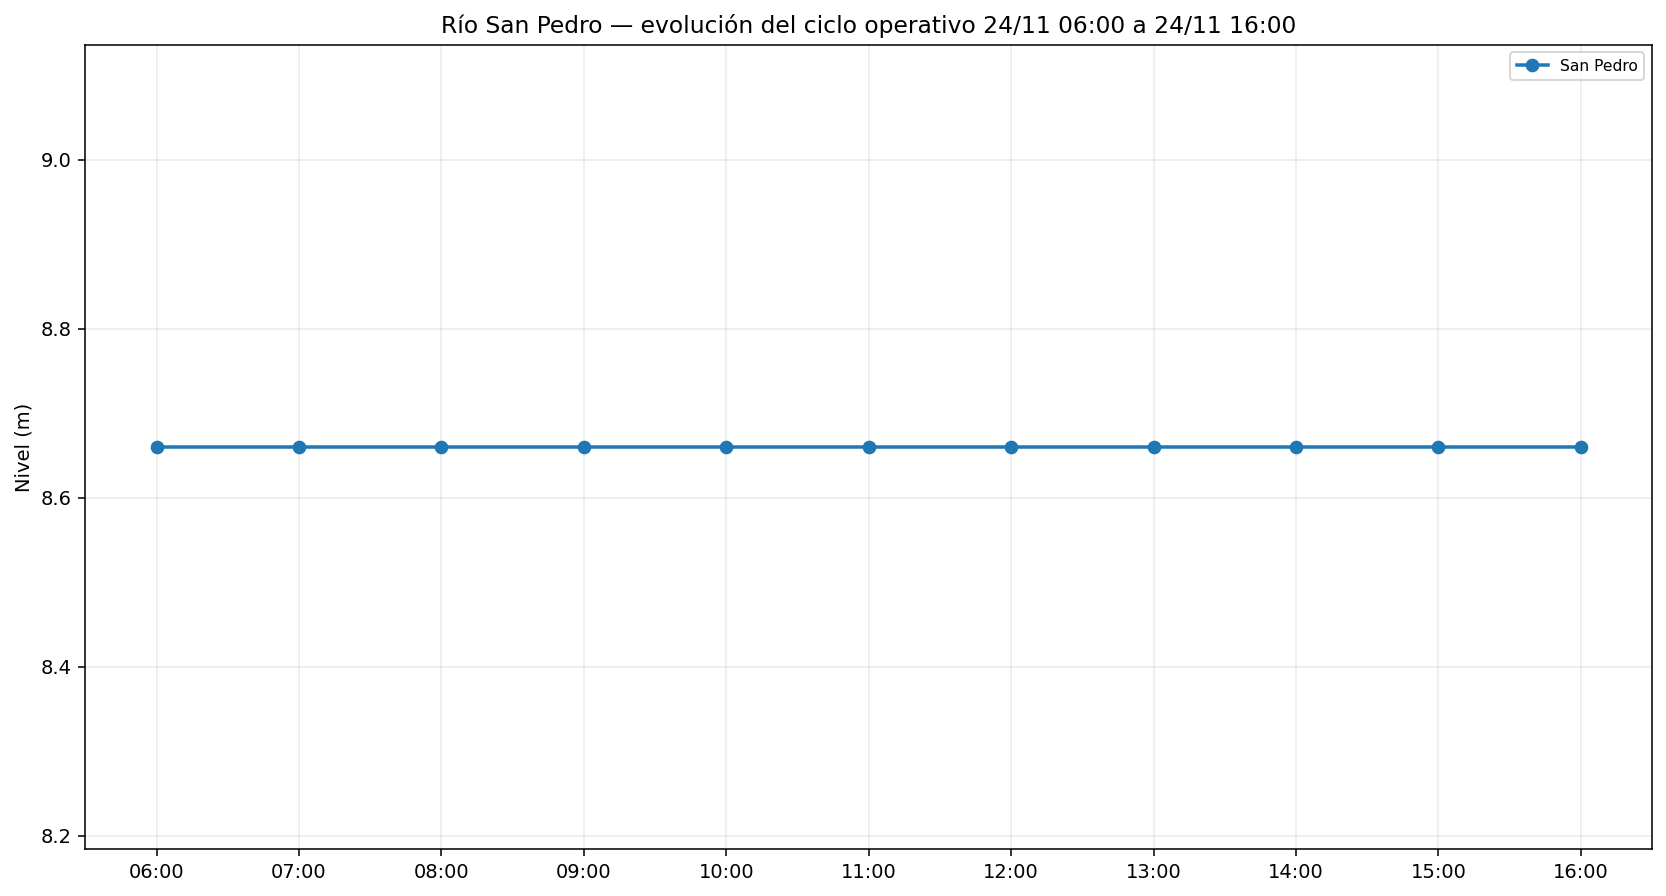 Río San Pedro — evolución del ciclo operativo 24/11 06:00 a 24/11 16:00
San Pedro
Nivel (m)
9.0
8.8
8.6
8.4
8.2
06:00 07:00 08:00 09:00 10:00 11:00 12:00 13:00 14:00 15:00 16:00